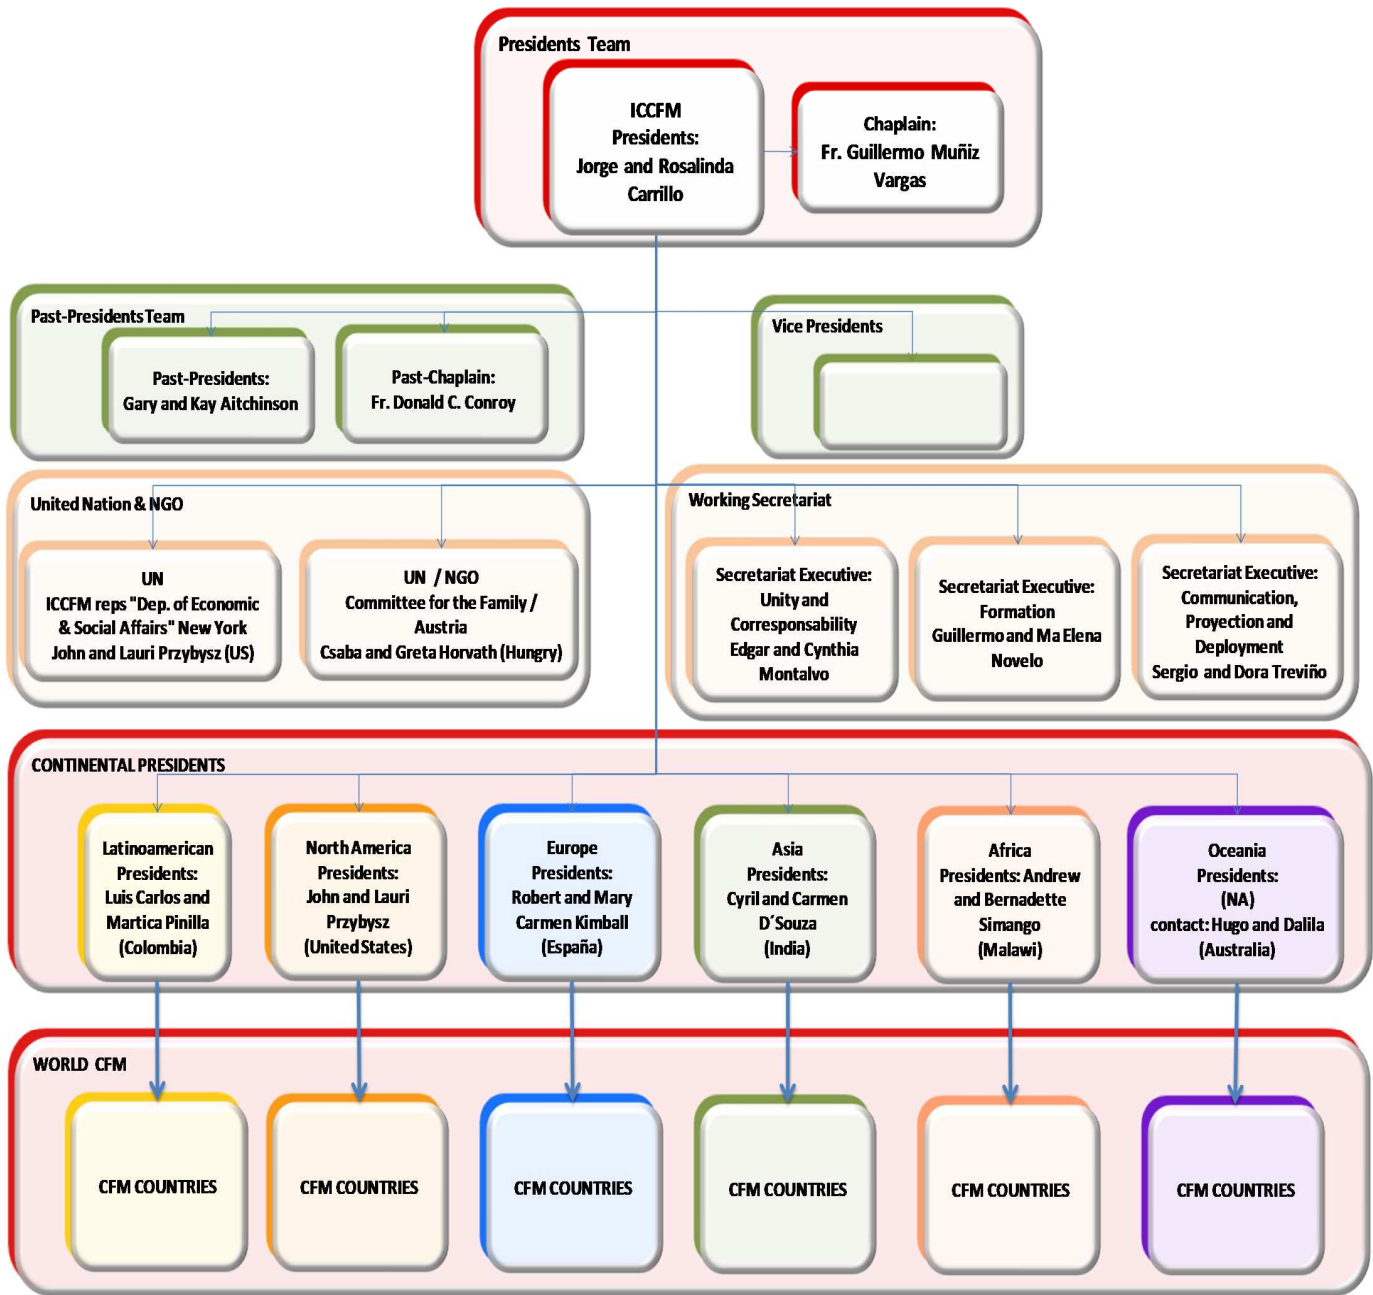 Presidents Team
ICCFM
Presidents:
Jorge and Rosalinda
Carrillo
Chaplain:
Fr. Guillermo Muñiz
Vargas
Past-Presidents Team
Past-Presidents:
Gary and Kay Aitchinson
Past-Chaplain:
Fr. Donald C. Conroy
Vice Presidents
United Nation & NGO
UN
ICCFM reps "Dep. of Economic
& Social Affairs" New York
John and Lauri Przybysz (US)
UN / NGO
Committee for the Family /
Austria
Csaba and Greta Horvath (Hungry)
Working Secretariat
Secretariat Executive:
Unity and
Corresponsability
Edgar and Cynthia
Montalvo
Secretariat Executive:
Formation
Guillermo and Ma Elena
Novelo
Secretariat Executive:
Communication,
Proyection and
Deployment
Sergio and Dora Treviño
CONTINENTAL PRESIDENTS
Latinoamerican
Presidents:
Luis Carlos and
Martica Pinilla
(Colombia)
North America
Presidents:
John and Lauri
Przybysz
(United States)
Europe
Presidents:
Robert and Mary
Carmen Kimball
(España)
Asia
Presidents:
Cyril and Carmen
D´Souza
(India)
Africa
Presidents: Andrew
and Bernadette
Simango
(Malawi)
Oceania
Presidents:
(NA)
contact: Hugo and Dalila
(Australia)
WORLD CFM
CFM COUNTRIES
CFM COUNTRIES
CFM COUNTRIES
CFM COUNTRIES
CFM COUNTRIES
CFM COUNTRIES